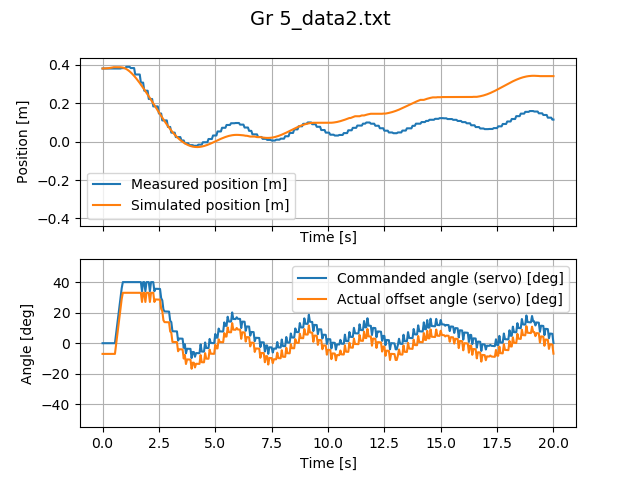 Gr 5_data2.txt
0.4
0.2
0.0
−0.2
−0.4
Position [m]
Measured position [m]
Simulated position [m]
Time [s]
40
20
0
−20
−40
Angle [deg]
Commanded angle (servo) [deg]
Actual offset angle (servo) [deg]
0.0 2.5 5.0 7.5 10.0 12.5 15.0 17.5 20.0
Time [s]